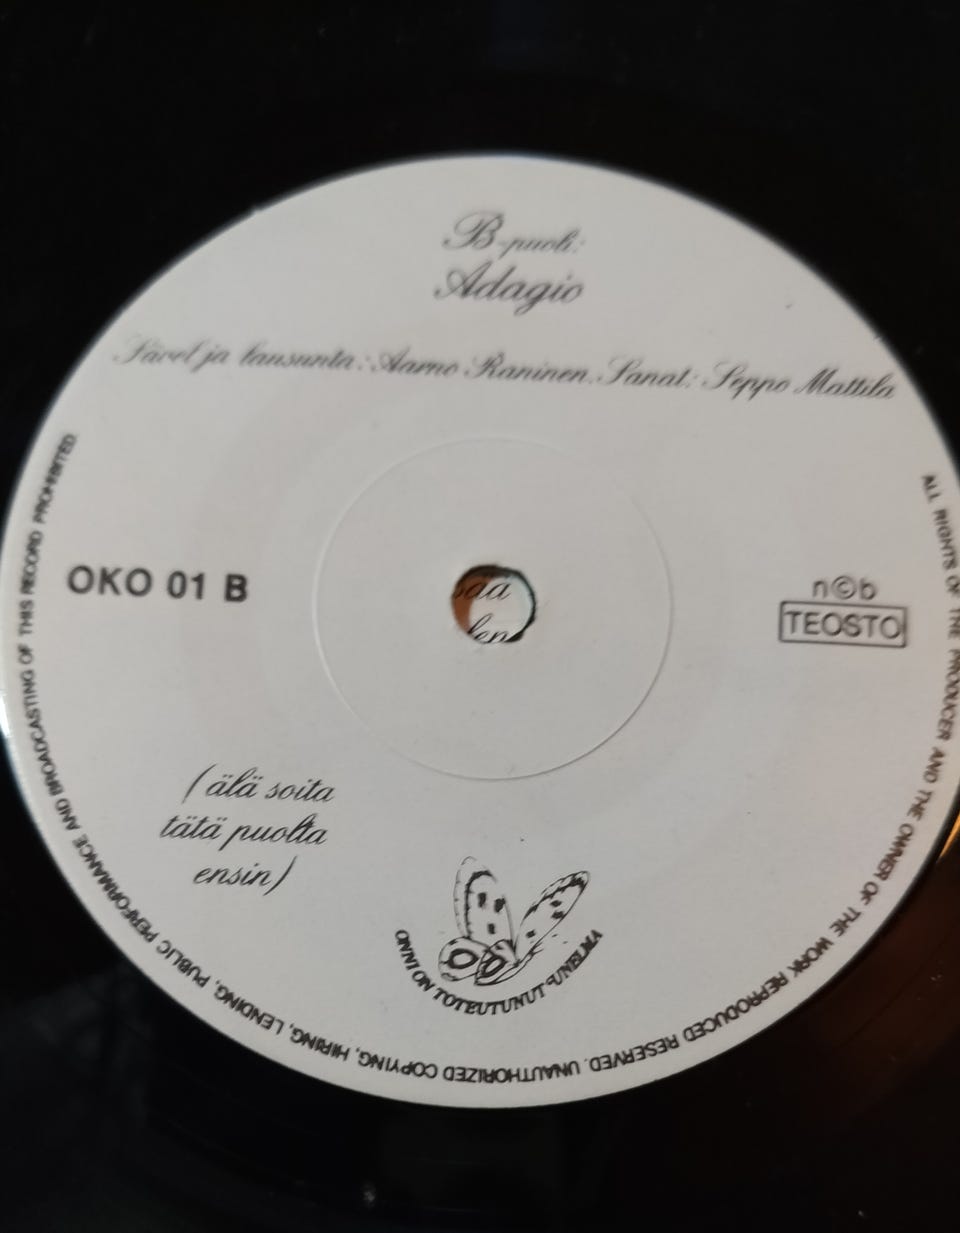 B-puoli:
Adagio
Sävel ja lausunta: Aarno Raninen. Sanat: Seppo Mattila
OKO 01 B
n©b
TEOSTO
(älä soita
tätä puolta
ensin)
ONNI ON TOTEUTUNUT UNELMA
ALL RIGHTS OF THE PRODUCER AND THE OWNER OF THE WORK REPRODUCED RESERVED. UNAUTHORIZED COPYING, HIRING, LENDING, PUBLIC PERFORMANCE AND BROADCASTING OF THIS RECORD PROHIBITED